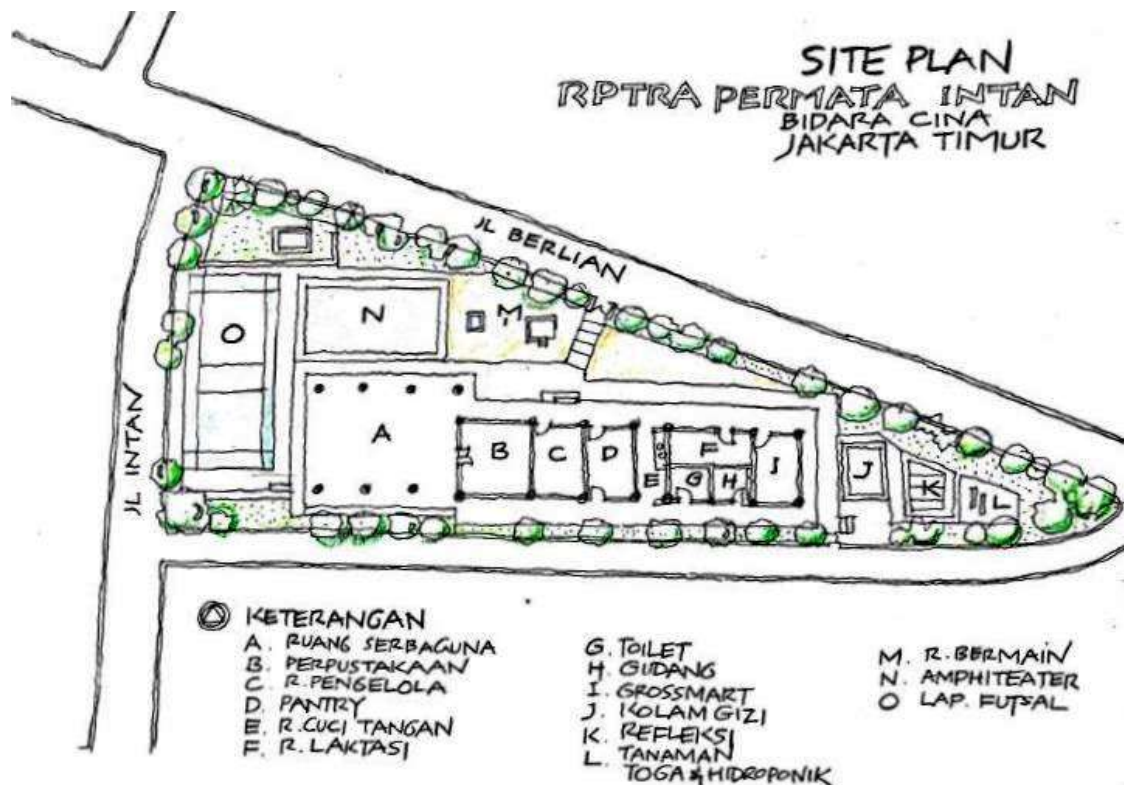 SITE PLAN
RPTRA PERMATA INTAN
BIDARA CINA
JAKARTA TIMUR
JL BERLIAN
JL INTAN
O
N
M
A
B
C
D
E
F
G
H
I
J
K
L
KETERANGAN
A. RUANG SERBAGUNA
B. PERPUSTAKAAN
C. R. PENGELOLA
D. PANTRY
E. R. CUCI TANGAN
F. R. LAKTASI
G. TOILET
H. GUDANG
I. GROSSMART
J. KOLAM GIZI
K. REFLEKSI
L. TANAMAN
TOGA & HIDROPONIK
M. R. BERMAIN
N. AMPHITEATER
O LAP. FUTSAL